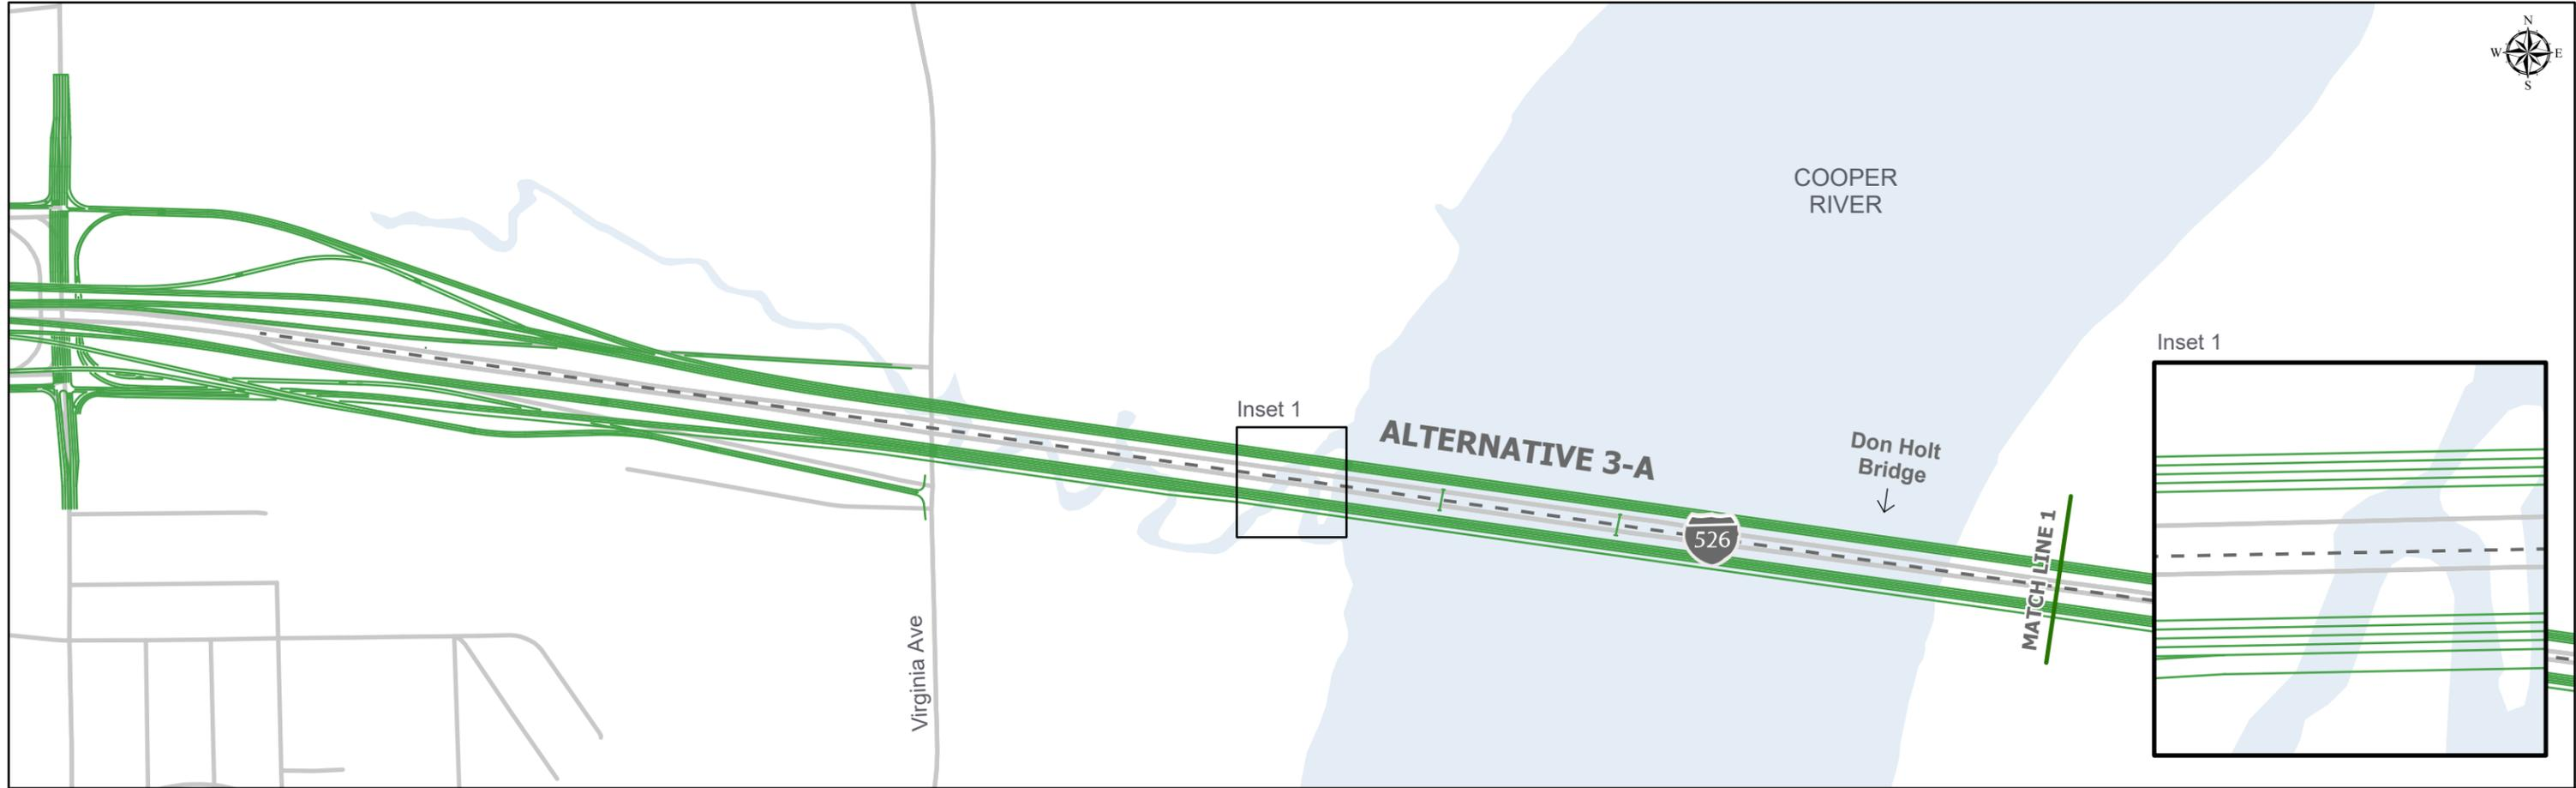 N
W E
S
COOPER
RIVER
Inset 1
Inset 1
ALTERNATIVE 3-A
Don Holt
Bridge
526
MATCH LINE 1
Virginia Ave